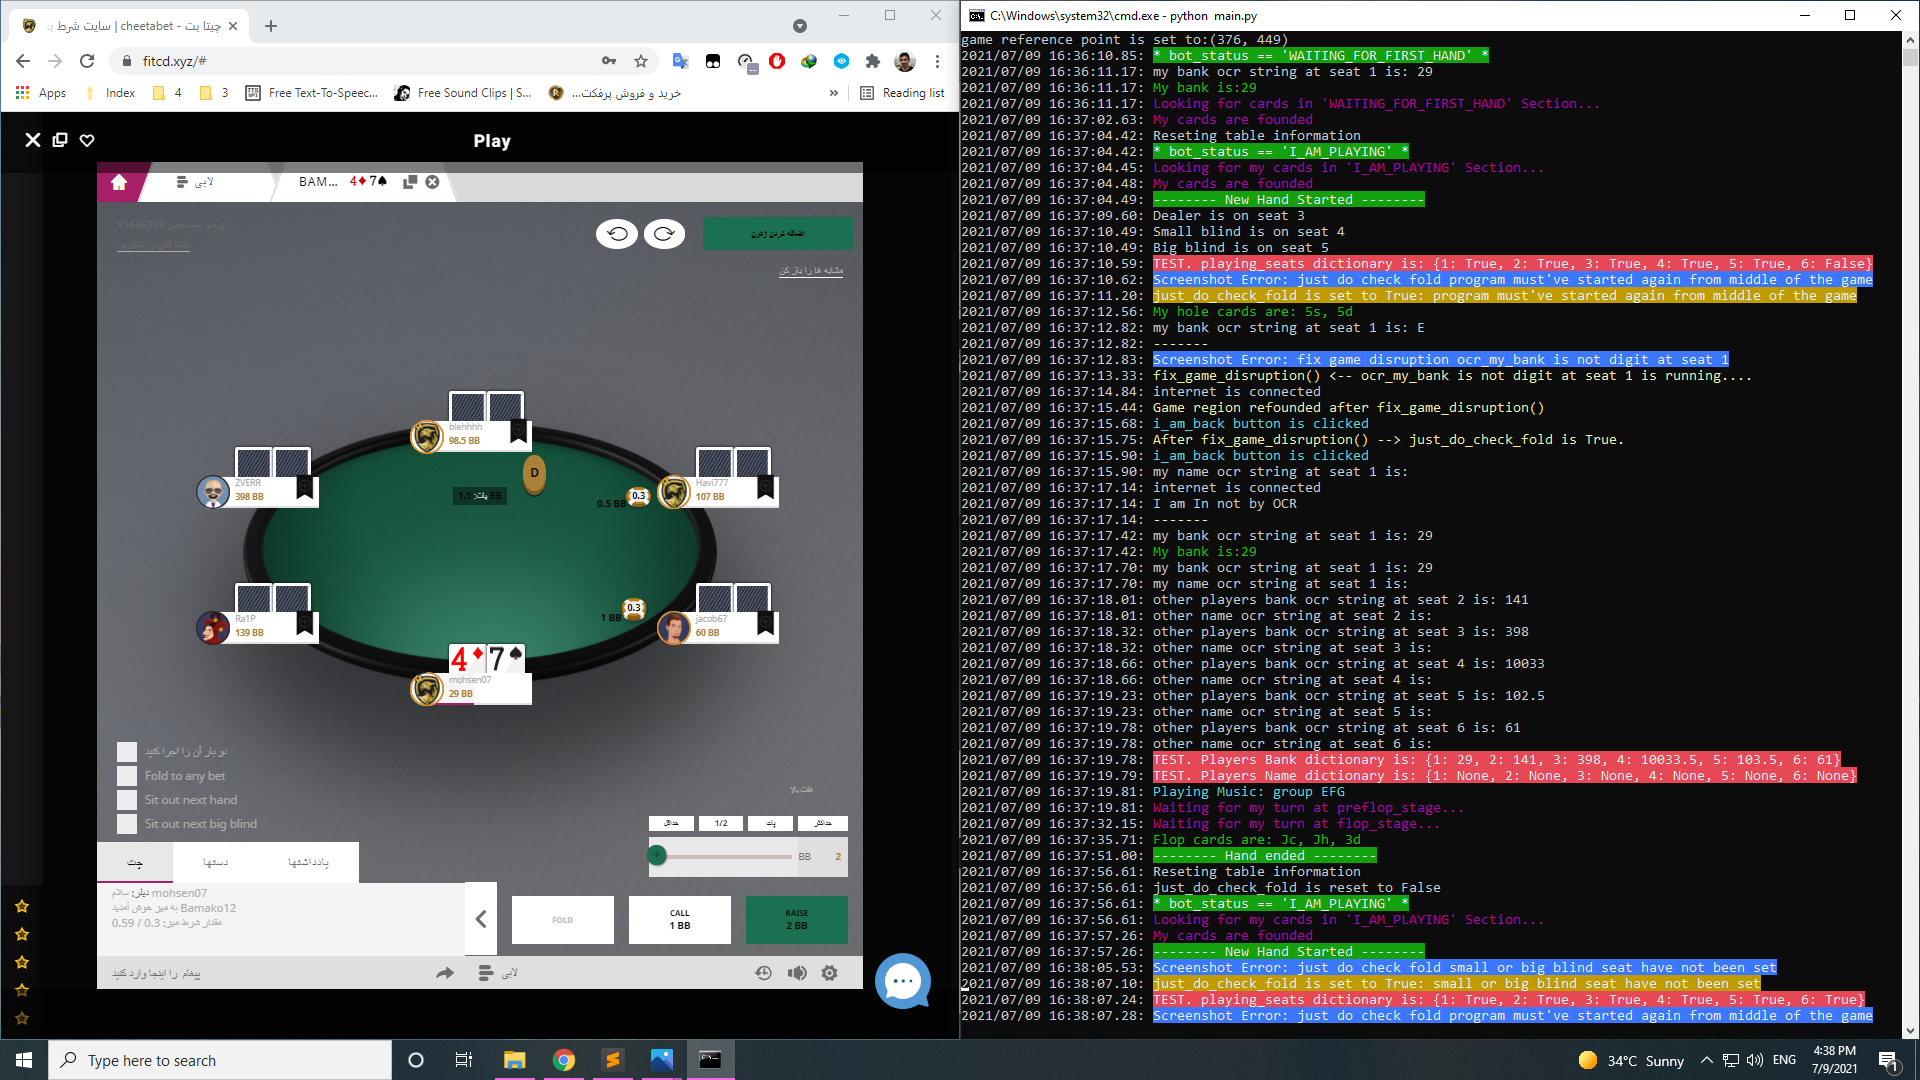 چیتا بت - cheetabet | سایت شرط ب
fitcd.xyz/#
Apps
Index
4
3
Free Text-To-Speec...
Free Sound Clips | S...
خرید و فروش پرفکت...
»
Reading list
Play
لابی
BAM... 4♦7♠
91636338
اضافه کردن ژتون
مشابه ها را باز کن
blehhhh
98.5 BB
ZVERR
398 BB
Havi777
107 BB
D
پات: 1.5 BB
0.5 BB
0.3
Ra1P
139 BB
jacob67
60 BB
1 BB
0.3
4♦ 7♠
mohsen07
29 BB
دو بار آن را اجرا کنید
Fold to any bet
Sit out next hand
Sit out next big blind
هفت بالا
حداقل
1/2
پات
حداکثر
BB 2
چت
دستها
یادداشتها
دیلر: سلام mohsen07
به میز خوش آمدید Bamako12
مقدار شرط میز: 0.3 / 0.59
FOLD
CALL
1 BB
RAISE
2 BB
پیغام را اینجا وارد کنید
لابی
C:\Windows\system32\cmd.exe - python main.py
game reference point is set to:(376, 449)
2021/07/09 16:36:10.85: * bot_status == 'WAITING_FOR_FIRST_HAND' *
2021/07/09 16:36:11.17: my bank ocr string at seat 1 is: 29
2021/07/09 16:36:11.17: My bank is:29
2021/07/09 16:36:11.17: Looking for cards in 'WAITING_FOR_FIRST_HAND' Section...
2021/07/09 16:37:02.63: My cards are founded
2021/07/09 16:37:04.42: Reseting table information
2021/07/09 16:37:04.42: * bot_status == 'I_AM_PLAYING' *
2021/07/09 16:37:04.45: Looking for my cards in 'I_AM_PLAYING' Section...
2021/07/09 16:37:04.48: My cards are founded
2021/07/09 16:37:04.49: -------- New Hand Started --------
2021/07/09 16:37:09.60: Dealer is on seat 3
2021/07/09 16:37:10.49: Small blind is on seat 4
2021/07/09 16:37:10.49: Big blind is on seat 5
2021/07/09 16:37:10.59: TEST. playing_seats dictionary is: {1: True, 2: True, 3: True, 4: True, 5: True, 6: False}
2021/07/09 16:37:10.62: Screenshot Error: just do check fold program must've started again from middle of the game
2021/07/09 16:37:11.20: just_do_check_fold is set to True: program must've started again from middle of the game
2021/07/09 16:37:12.56: My hole cards are: 5s, 5d
2021/07/09 16:37:12.82: my bank ocr string at seat 1 is: E
2021/07/09 16:37:12.82: -------
2021/07/09 16:37:12.83: Screenshot Error: fix game disruption ocr_my_bank is not digit at seat 1
2021/07/09 16:37:13.33: fix_game_disruption() <-- ocr_my_bank is not digit at seat 1 is running....
2021/07/09 16:37:14.84: internet is connected
2021/07/09 16:37:15.44: Game region refounded after fix_game_disruption()
2021/07/09 16:37:15.68: i_am_back button is clicked
2021/07/09 16:37:15.75: After fix_game_disruption() --> just_do_check_fold is True.
2021/07/09 16:37:15.90: i_am_back button is clicked
2021/07/09 16:37:15.90: my name ocr string at seat 1 is:
2021/07/09 16:37:17.14: internet is connected
2021/07/09 16:37:17.14: I am In not by OCR
2021/07/09 16:37:17.14: -------
2021/07/09 16:37:17.42: my bank ocr string at seat 1 is: 29
2021/07/09 16:37:17.42: My bank is:29
2021/07/09 16:37:17.70: my bank ocr string at seat 1 is: 29
2021/07/09 16:37:17.70: my name ocr string at seat 1 is:
2021/07/09 16:37:18.01: other players bank ocr string at seat 2 is: 141
2021/07/09 16:37:18.01: other name ocr string at seat 2 is:
2021/07/09 16:37:18.32: other players bank ocr string at seat 3 is: 398
2021/07/09 16:37:18.32: other name ocr string at seat 3 is:
2021/07/09 16:37:18.66: other players bank ocr string at seat 4 is: 10033
2021/07/09 16:37:18.66: other name ocr string at seat 4 is:
2021/07/09 16:37:19.23: other players bank ocr string at seat 5 is: 102.5
2021/07/09 16:37:19.23: other name ocr string at seat 5 is:
2021/07/09 16:37:19.78: other players bank ocr string at seat 6 is: 61
2021/07/09 16:37:19.78: other name ocr string at seat 6 is:
2021/07/09 16:37:19.78: TEST. Players Bank dictionary is: {1: 29, 2: 141, 3: 398, 4: 10033.5, 5: 103.5, 6: 61}
2021/07/09 16:37:19.79: TEST. Players Name dictionary is: {1: None, 2: None, 3: None, 4: None, 5: None, 6: None}
2021/07/09 16:37:19.81: Playing Music: group EFG
2021/07/09 16:37:19.81: Waiting for my turn at preflop_stage...
2021/07/09 16:37:32.15: Waiting for my turn at flop_stage...
2021/07/09 16:37:35.71: Flop cards are: Jc, Jh, 3d
2021/07/09 16:37:51.00: -------- Hand ended --------
2021/07/09 16:37:56.61: Reseting table information
2021/07/09 16:37:56.61: just_do_check_fold is reset to False
2021/07/09 16:37:56.61: * bot_status == 'I_AM_PLAYING' *
2021/07/09 16:37:56.61: Looking for my cards in 'I_AM_PLAYING' Section...
2021/07/09 16:37:57.26: My cards are founded
2021/07/09 16:37:57.26: -------- New Hand Started --------
2021/07/09 16:38:05.53: Screenshot Error: just do check fold small or big blind seat have not been set
2021/07/09 16:38:07.10: just_do_check_fold is set to True: small or big blind seat have not been set
2021/07/09 16:38:07.24: TEST. playing_seats dictionary is: {1: True, 2: True, 3: True, 4: True, 5: True, 6: True}
2021/07/09 16:38:07.28: Screenshot Error: just do check fold program must've started again from middle of the game
Type here to search
34°C Sunny
ENG
4:38 PM
7/9/2021
1